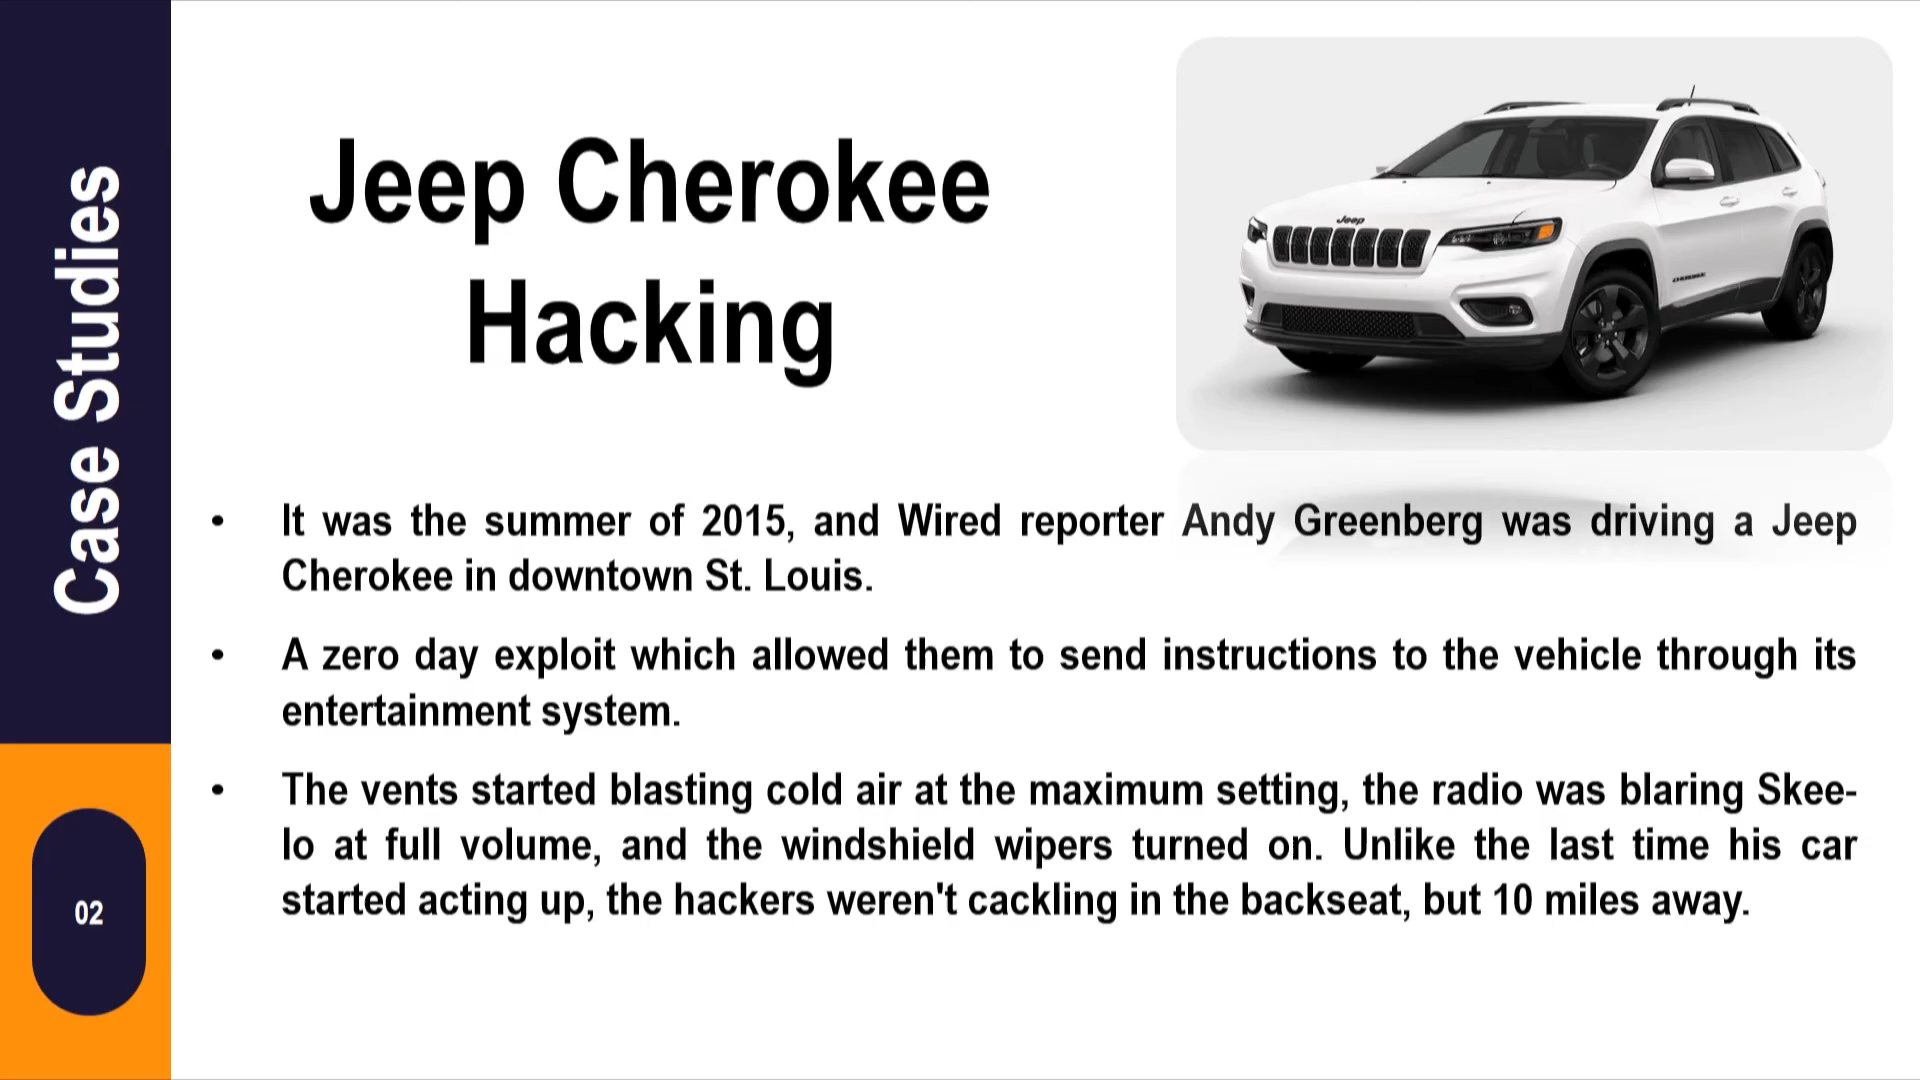 Case Studies
02
Jeep Cherokee
Hacking
Jeep
• It was the summer of 2015, and Wired reporter Andy Greenberg was driving a Jeep
Cherokee in downtown St. Louis.
• A zero day exploit which allowed them to send instructions to the vehicle through its
entertainment system.
• The vents started blasting cold air at the maximum setting, the radio was blaring Skee-
lo at full volume, and the windshield wipers turned on. Unlike the last time his car
started acting up, the hackers weren't cackling in the backseat, but 10 miles away.